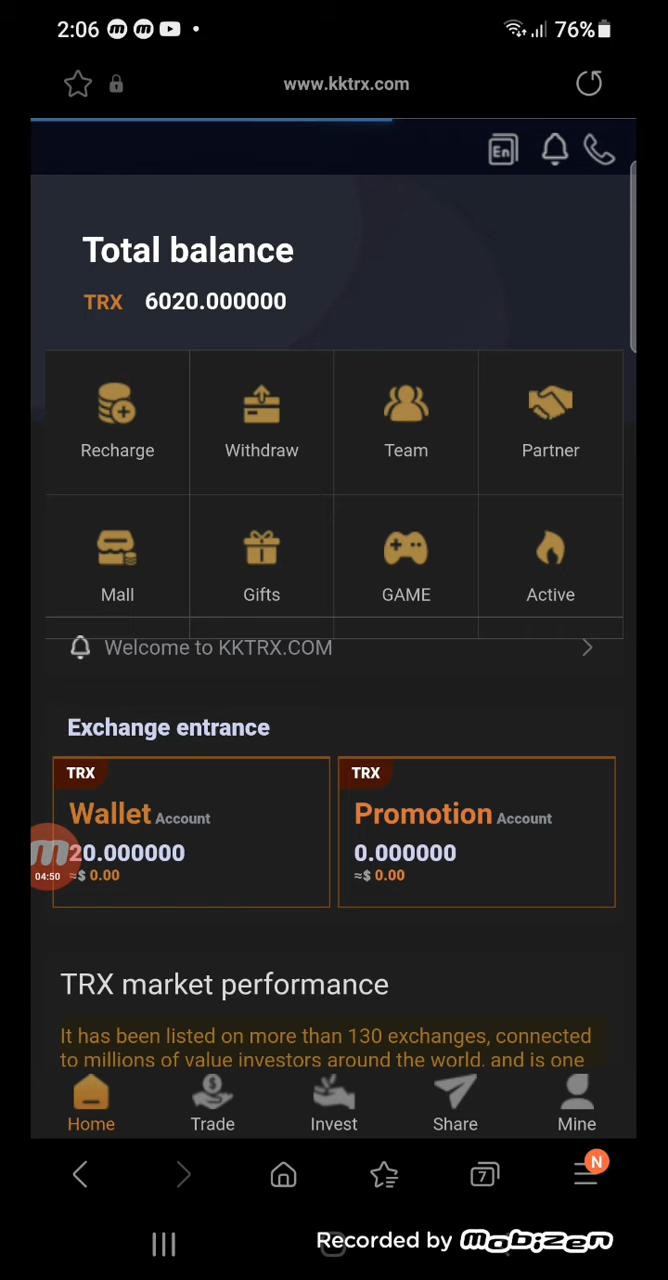 2:06
76%
www.kktrx.com
En
Total balance
TRX 6020.000000
Recharge Withdraw Team Partner
Mall Gifts GAME Active
Welcome to KKTRX.COM
Exchange entrance
TRX TRX
Wallet Account Promotion Account
20.000000 0.000000
04:50 ≈$ 0.00 ≈$ 0.00
TRX market performance
It has been listed on more than 130 exchanges, connected
to millions of value investors around the world, and is one
Home Trade Invest Share Mine
7 N
Recorded by mobizen